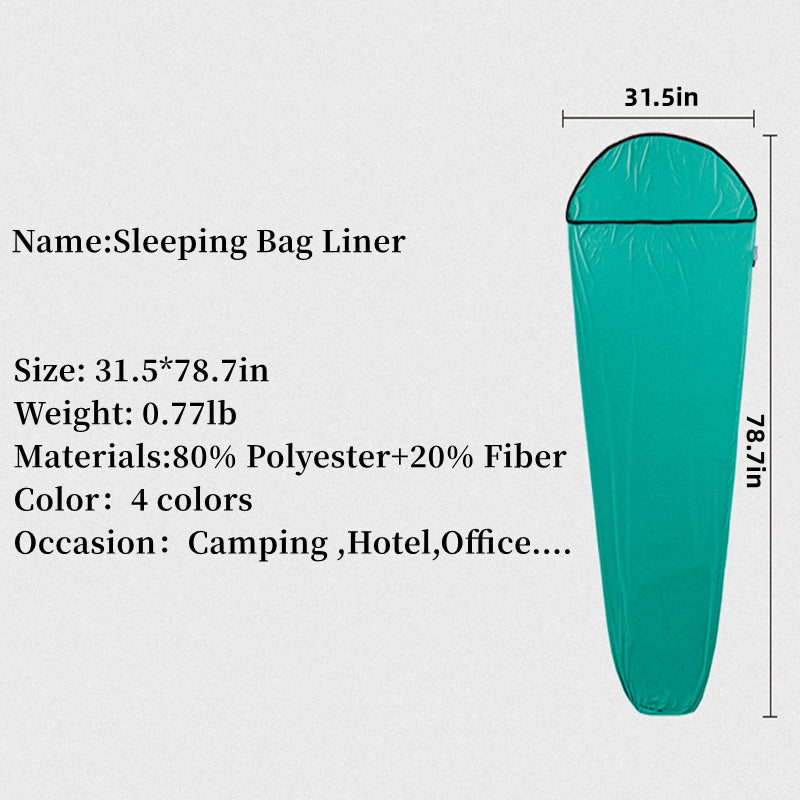 31.5in
Name:Sleeping Bag Liner
Size: 31.5*78.7in
Weight: 0.77lb
Materials:80% Polyester+20% Fiber
Color：4 colors
Occasion：Camping ,Hotel,Office....
78.7in